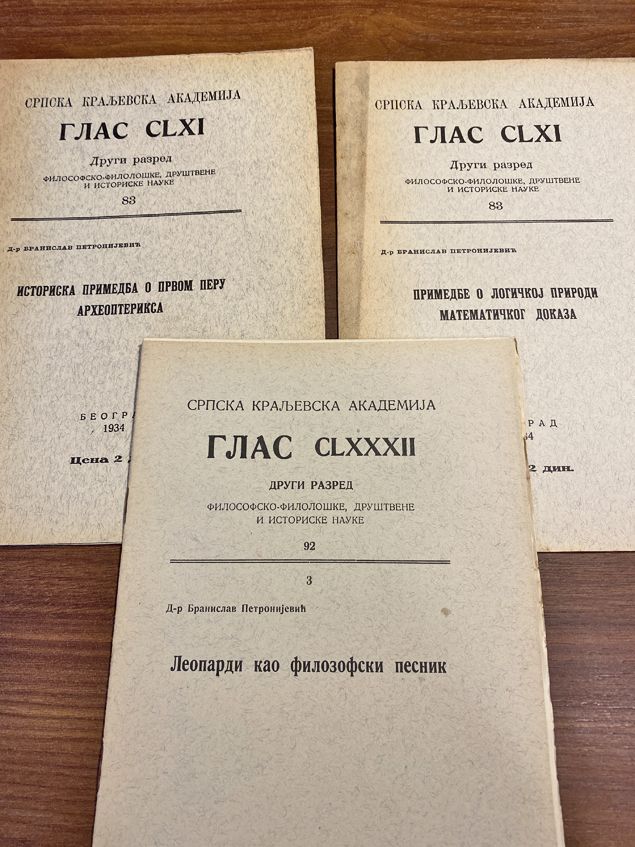 СРПСКА КРАЉЕВСКА АКАДЕМИЈА
ГЛАС CLXI
Други разред
ФИЛОСОФСКО-ФИЛОЛОШКЕ, ДРУШТВЕНЕ
И ИСТОРИСКЕ НАУКЕ
83
Д-р БРАНИСЛАВ ПЕТРОНИЈЕВИЋ
ИСТОРИСКА ПРИМЕДБА О ПРВОМ ПЕРУ
АРХЕОПТЕРИКСА
БЕОГРА
1934
Цена 2
СРПСКА КРАЉЕВСКА АКАДЕМИЈА
ГЛАС CLXI
Други разред
ФИЛОСОФСКО-ФИЛОЛОШКЕ, ДРУШТВЕНЕ
И ИСТОРИСКЕ НАУКЕ
83
Д-р БРАНИСЛАВ ПЕТРОНИЈЕВИЋ
ПРИМЕДБЕ О ЛОГИЧКОЈ ПРИРОДИ
МАТЕМАТИЧКОГ ДОКАЗА
РАД
4
2 дин.
СРПСКА КРАЉЕВСКА АКАДЕМИЈА
ГЛАС CLXXXII
ДРУГИ РАЗРЕД
ФИЛОСОФСКО-ФИЛОЛОШКЕ, ДРУШТВЕНЕ
И ИСТОРИСКЕ НАУКЕ
92
3
Д-р Бранислав Петронијевић
Леопарди као филозофски песник